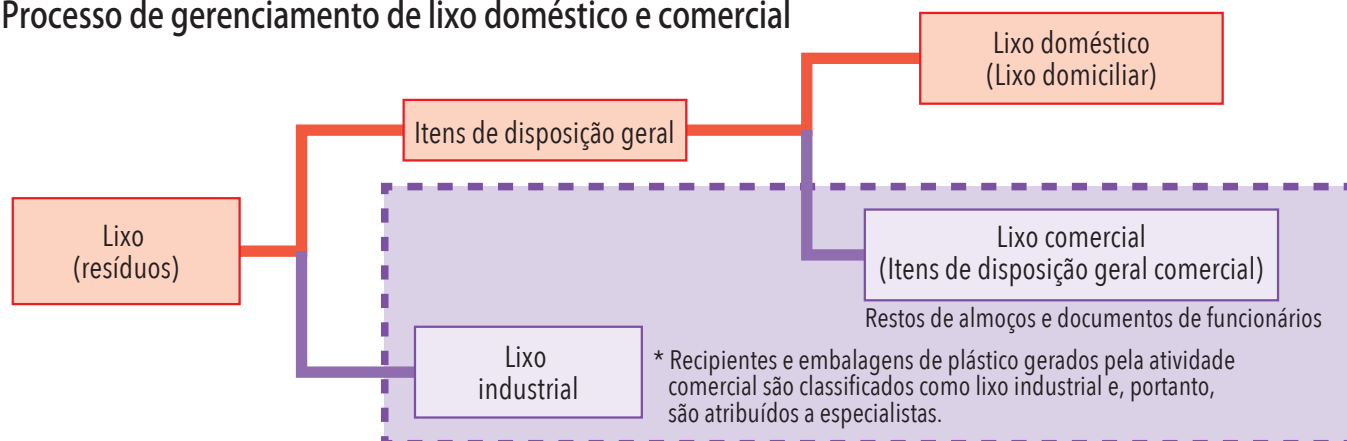 Processo de gerenciamento de lixo doméstico e comercial
Lixo doméstico
(Lixo domiciliar)
Itens de disposição geral
Lixo
(resíduos)
Lixo comercial
(Itens de disposição geral comercial)
Restos de almoços e documentos de funcionários
Lixo
industrial
* Recipientes e embalagens de plástico gerados pela atividade
comercial são classificados como lixo industrial e, portanto,
são atribuídos a especialistas.